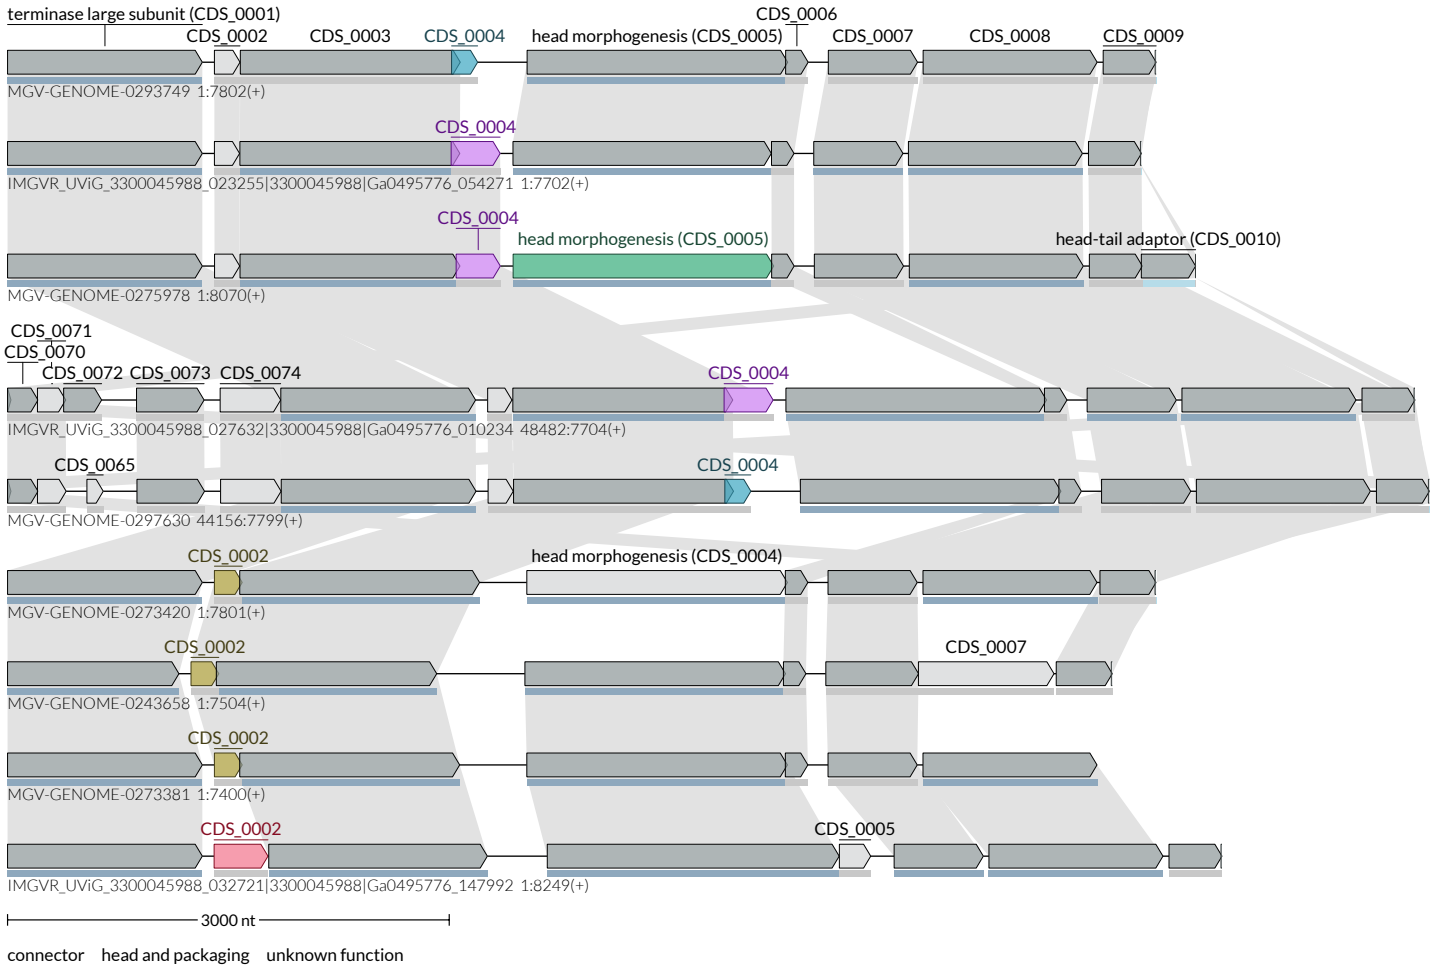 terminase large subunit (CDS_0001)
CDS_0006
CDS_0002
CDS_0003
CDS_0004
head morphogenesis (CDS_0005)
CDS_0007
CDS_0008
CDS_0009
MGV-GENOME-0293749 1:7802(+)
CDS_0004
IMGVR_UViG_3300045988_023255|3300045988|Ga0495776_054271 1:7702(+)
CDS_0004
head morphogenesis (CDS_0005)
head-tail adaptor (CDS_0010)
MGV-GENOME-0275978 1:8070(+)
CDS_0071
CDS_0070
CDS_0072
CDS_0073
CDS_0074
CDS_0004
IMGVR_UViG_3300045988_027632|3300045988|Ga0495776_010234 48482:7704(+)
CDS_0065
CDS_0004
MGV-GENOME-0297630 44156:7799(+)
CDS_0002
head morphogenesis (CDS_0004)
MGV-GENOME-0273420 1:7801(+)
CDS_0002
CDS_0007
MGV-GENOME-0243658 1:7504(+)
CDS_0002
MGV-GENOME-0273381 1:7400(+)
CDS_0002
CDS_0005
IMGVR_UViG_3300045988_032721|3300045988|Ga0495776_147992 1:8249(+)
3000 nt
connector head and packaging unknown function